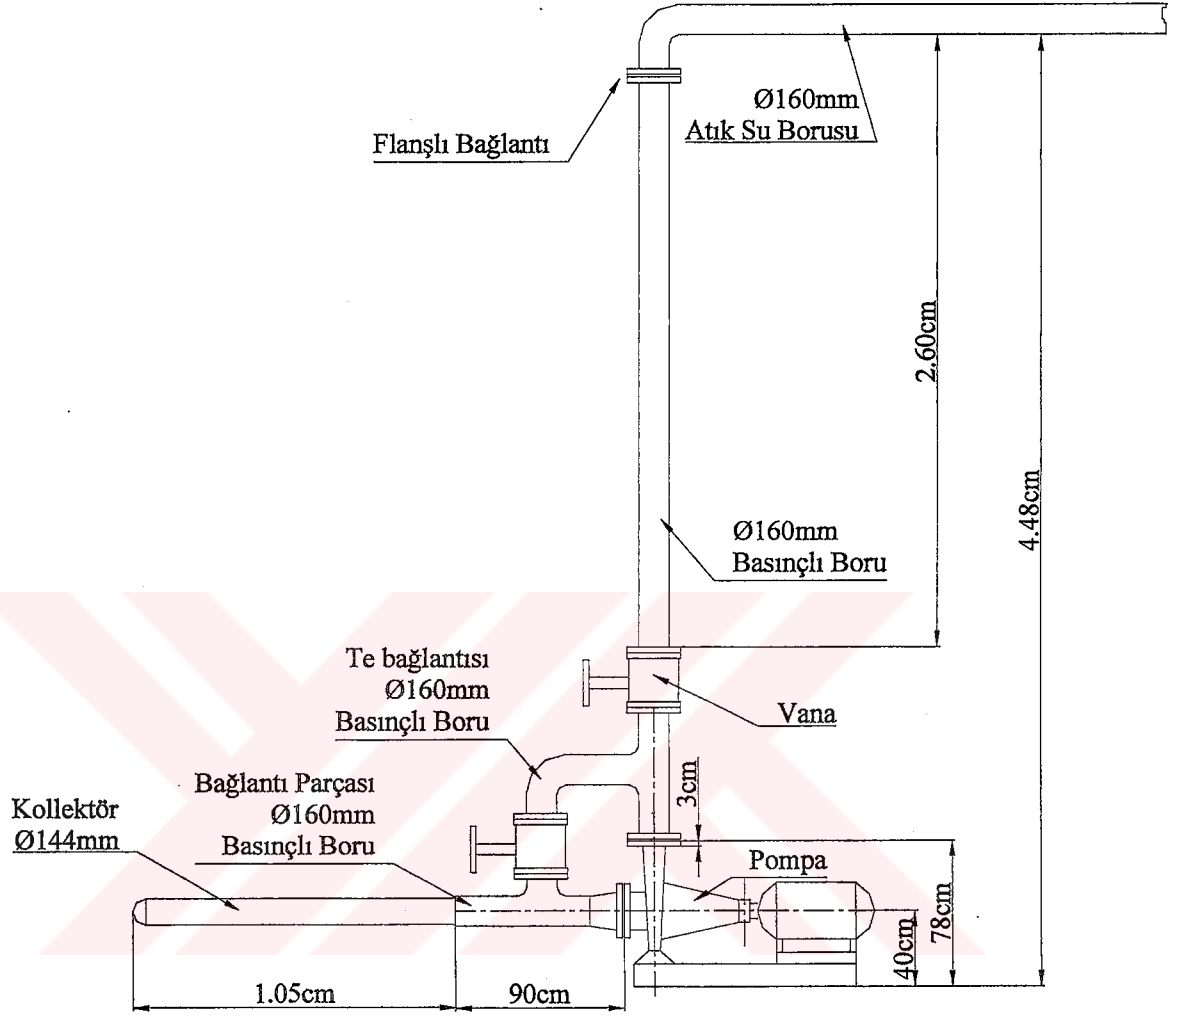 Ø160mm
Atık Su Borusu
Flanşlı Bağlantı
2.60cm
4.48cm
Ø160mm
Basınçlı Boru
Te bağlantısı
Ø160mm
Basınçlı Boru
Vana
Bağlantı Parçası
Ø160mm
Basınçlı Boru
3cm
Kollektör
Ø144mm
Pompa
78cm
40cm
1.05cm
90cm